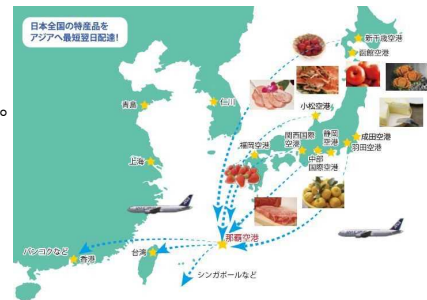 日本全国の特産品を
アジアへ最短翌日配達！
。
新千歳空港
函館空港
仁川
青島
小松空港
関西国際
空港
静岡
空港
成田空港
羽田空港
福岡空港
中部
国際空港
上海
那覇空港
バンコクなど
香港
台湾
シンガポールなど